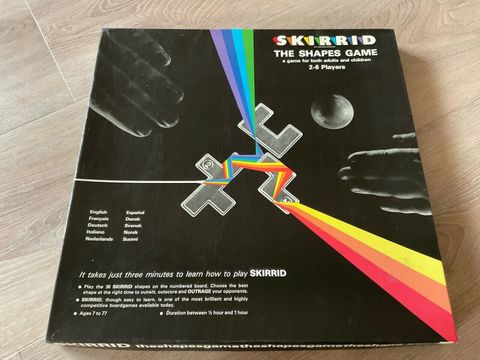 SKIRRID
THE SHAPES GAME
a game for both adults and children
2-6 Players
English Español
Français Dansk
Deutsch Svensk
Italiano Norsk
Nederlands Suomi
It takes just three minutes to learn how to play SKIRRID
● Play the 36 SKIRRID shapes on the numbered board. Choose the best
shape at the right time to outwit, outscore and OUTRAGE your opponents.
● SKIRRID, though easy to learn, is one of the most brilliant and highly
competitive boardgames available today.
● Ages 7 to 77 ● Duration between ½ hour and 1 hour
SKIRRID theshapesgametheshapesgametheshapesgame